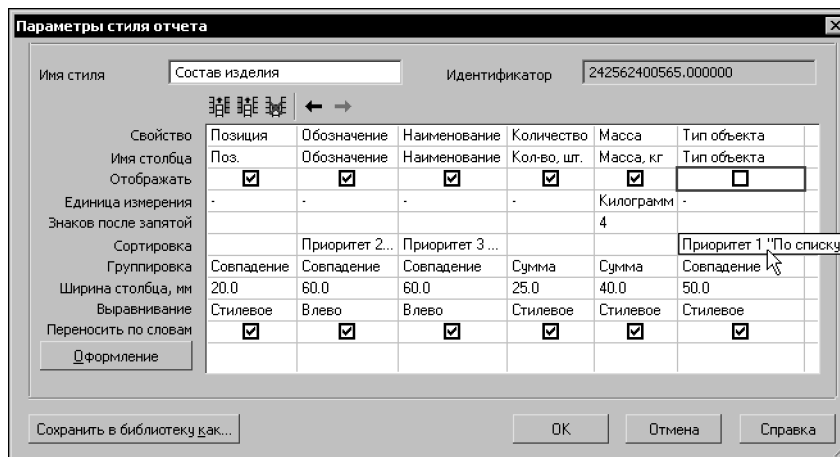 Параметры стиля отчета
Имя стиля Состав изделия Идентификатор 242562400565.000000
Свойство Позиция Обозначение Наименование Количество Масса Тип объекта
Имя столбца Поз. Обозначение Наименование Кол-во, шт. Масса, кг Тип объекта
Отображать
Единица измерения - - - - Килограмм -
Знаков после запятой 4
Сортировка Приоритет 2... Приоритет 3 ... Приоритет 1 "По списку
Группировка Совпадение Совпадение Совпадение Сумма Сумма Совпадение
Ширина столбца, мм 20.0 60.0 60.0 25.0 40.0 50.0
Выравнивание Стилевое Влево Влево Стилевое Стилевое Стилевое
Переносить по словам
Оформление
Сохранить в библиотеку как... OK Отмена Справка